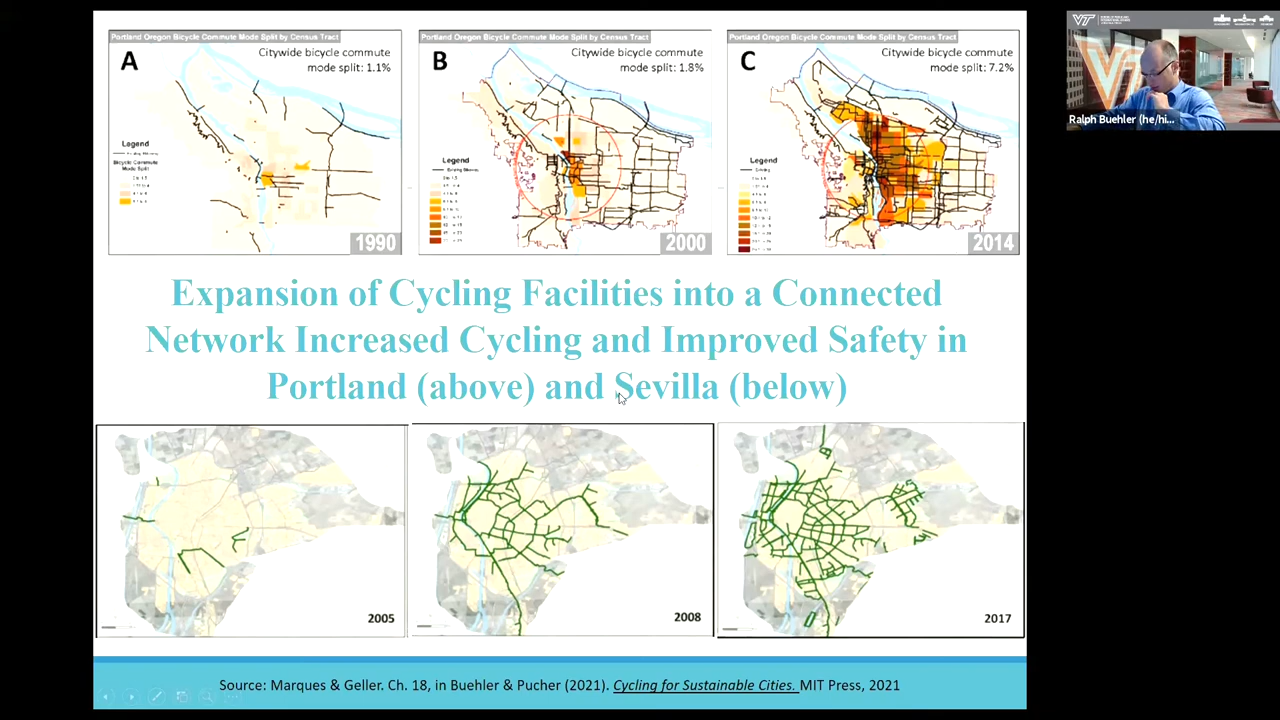 Portland Oregon Bicycle Commute Mode Split by Census Tract
A
Citywide bicycle commute
mode split: 1.1%
Legend
Bicycle Commute
Mode Split
1990
Portland Oregon Bicycle Commute Mode Split by Census Tract
B
Citywide bicycle commute
mode split: 1.8%
Legend
2000
Portland Oregon Bicycle Commute Mode Split by Census Tract
C
Citywide bicycle commute
mode split: 7.2%
Legend
2014
Expansion of Cycling Facilities into a Connected
Network Increased Cycling and Improved Safety in
Portland (above) and Sevilla (below)
2005
2008
2017
Source: Marques & Geller. Ch. 18, in Buehler & Pucher (2021). Cycling for Sustainable Cities. MIT Press, 2021
VT
Ralph Buehler (he/hi...